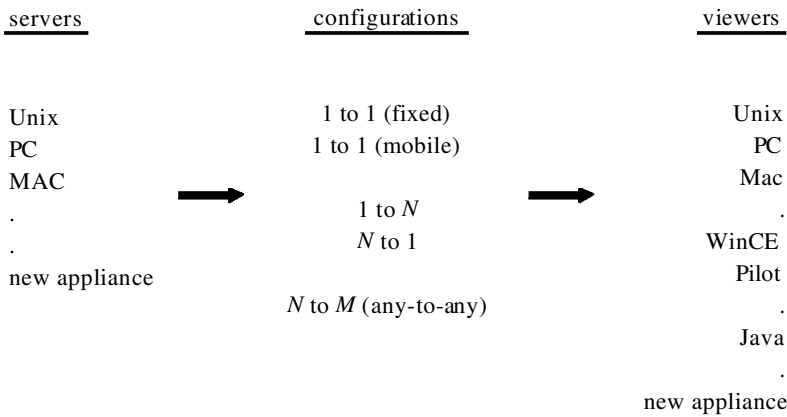 servers
configurations
viewers
Unix
PC
MAC
.
.
new appliance
1 to 1 (fixed)
1 to 1 (mobile)
1 to N
N to 1
N to M (any-to-any)
Unix
PC
Mac
.
WinCE
Pilot
.
Java
.
new appliance